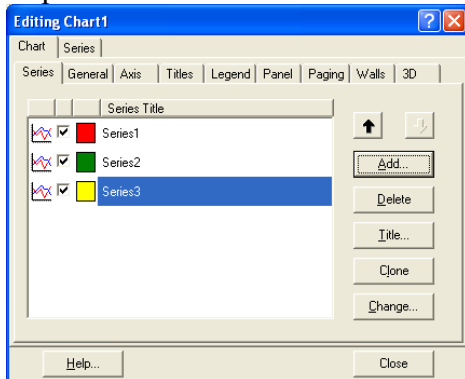 Editing Chart1
Chart Series
Series General Axis Titles Legend Panel Paging Walls 3D
Series Title
Series1
Series2
Series3
Add...
Delete
Title...
Clone
Change...
Help... Close